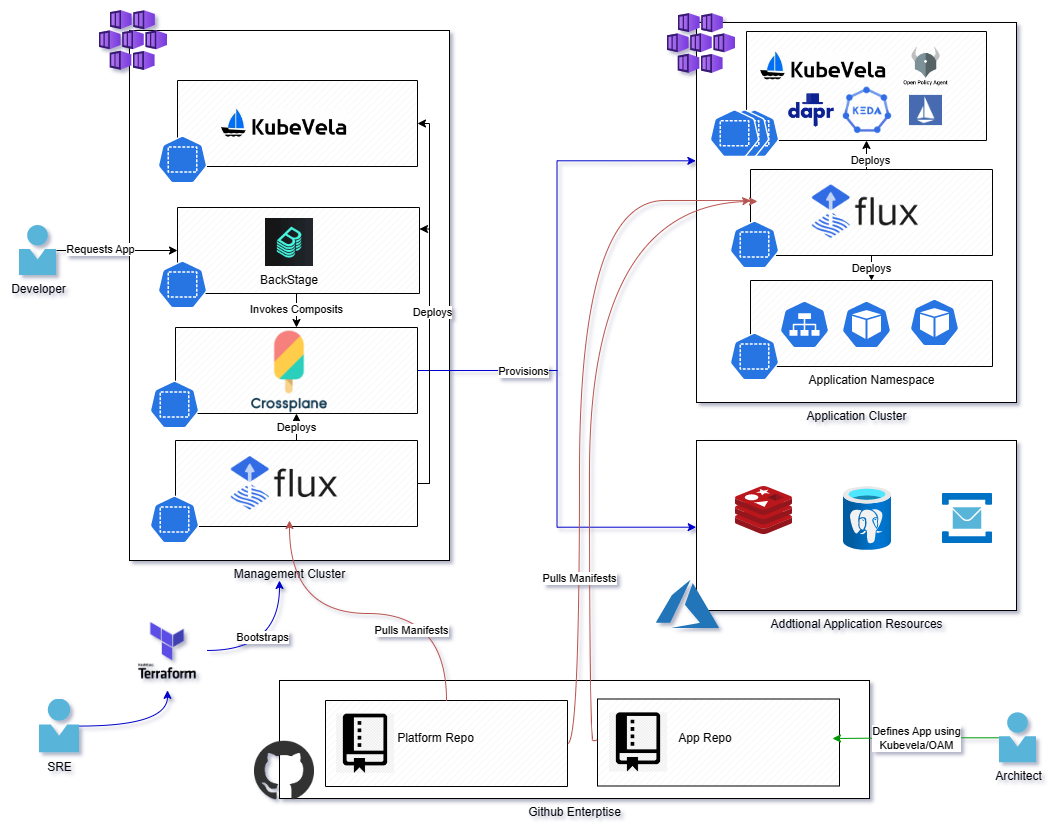 KubeVela
BackStage
Requests App
Developer
Invokes Composits
Deploys
Crossplane
Deploys
flux
Management Cluster
Provisions
KubeVela
Open Policy Agent
dapr
KEDA
Deploys
flux
Deploys
Application Namespace
Application Cluster
Addtional Application Resources
Pulls Manifests
Pulls Manifests
Bootstraps
HASHICORP
Terraform
SRE
Platform Repo
App Repo
Defines App using
Kubevela/OAM
Architect
Github Enterptise